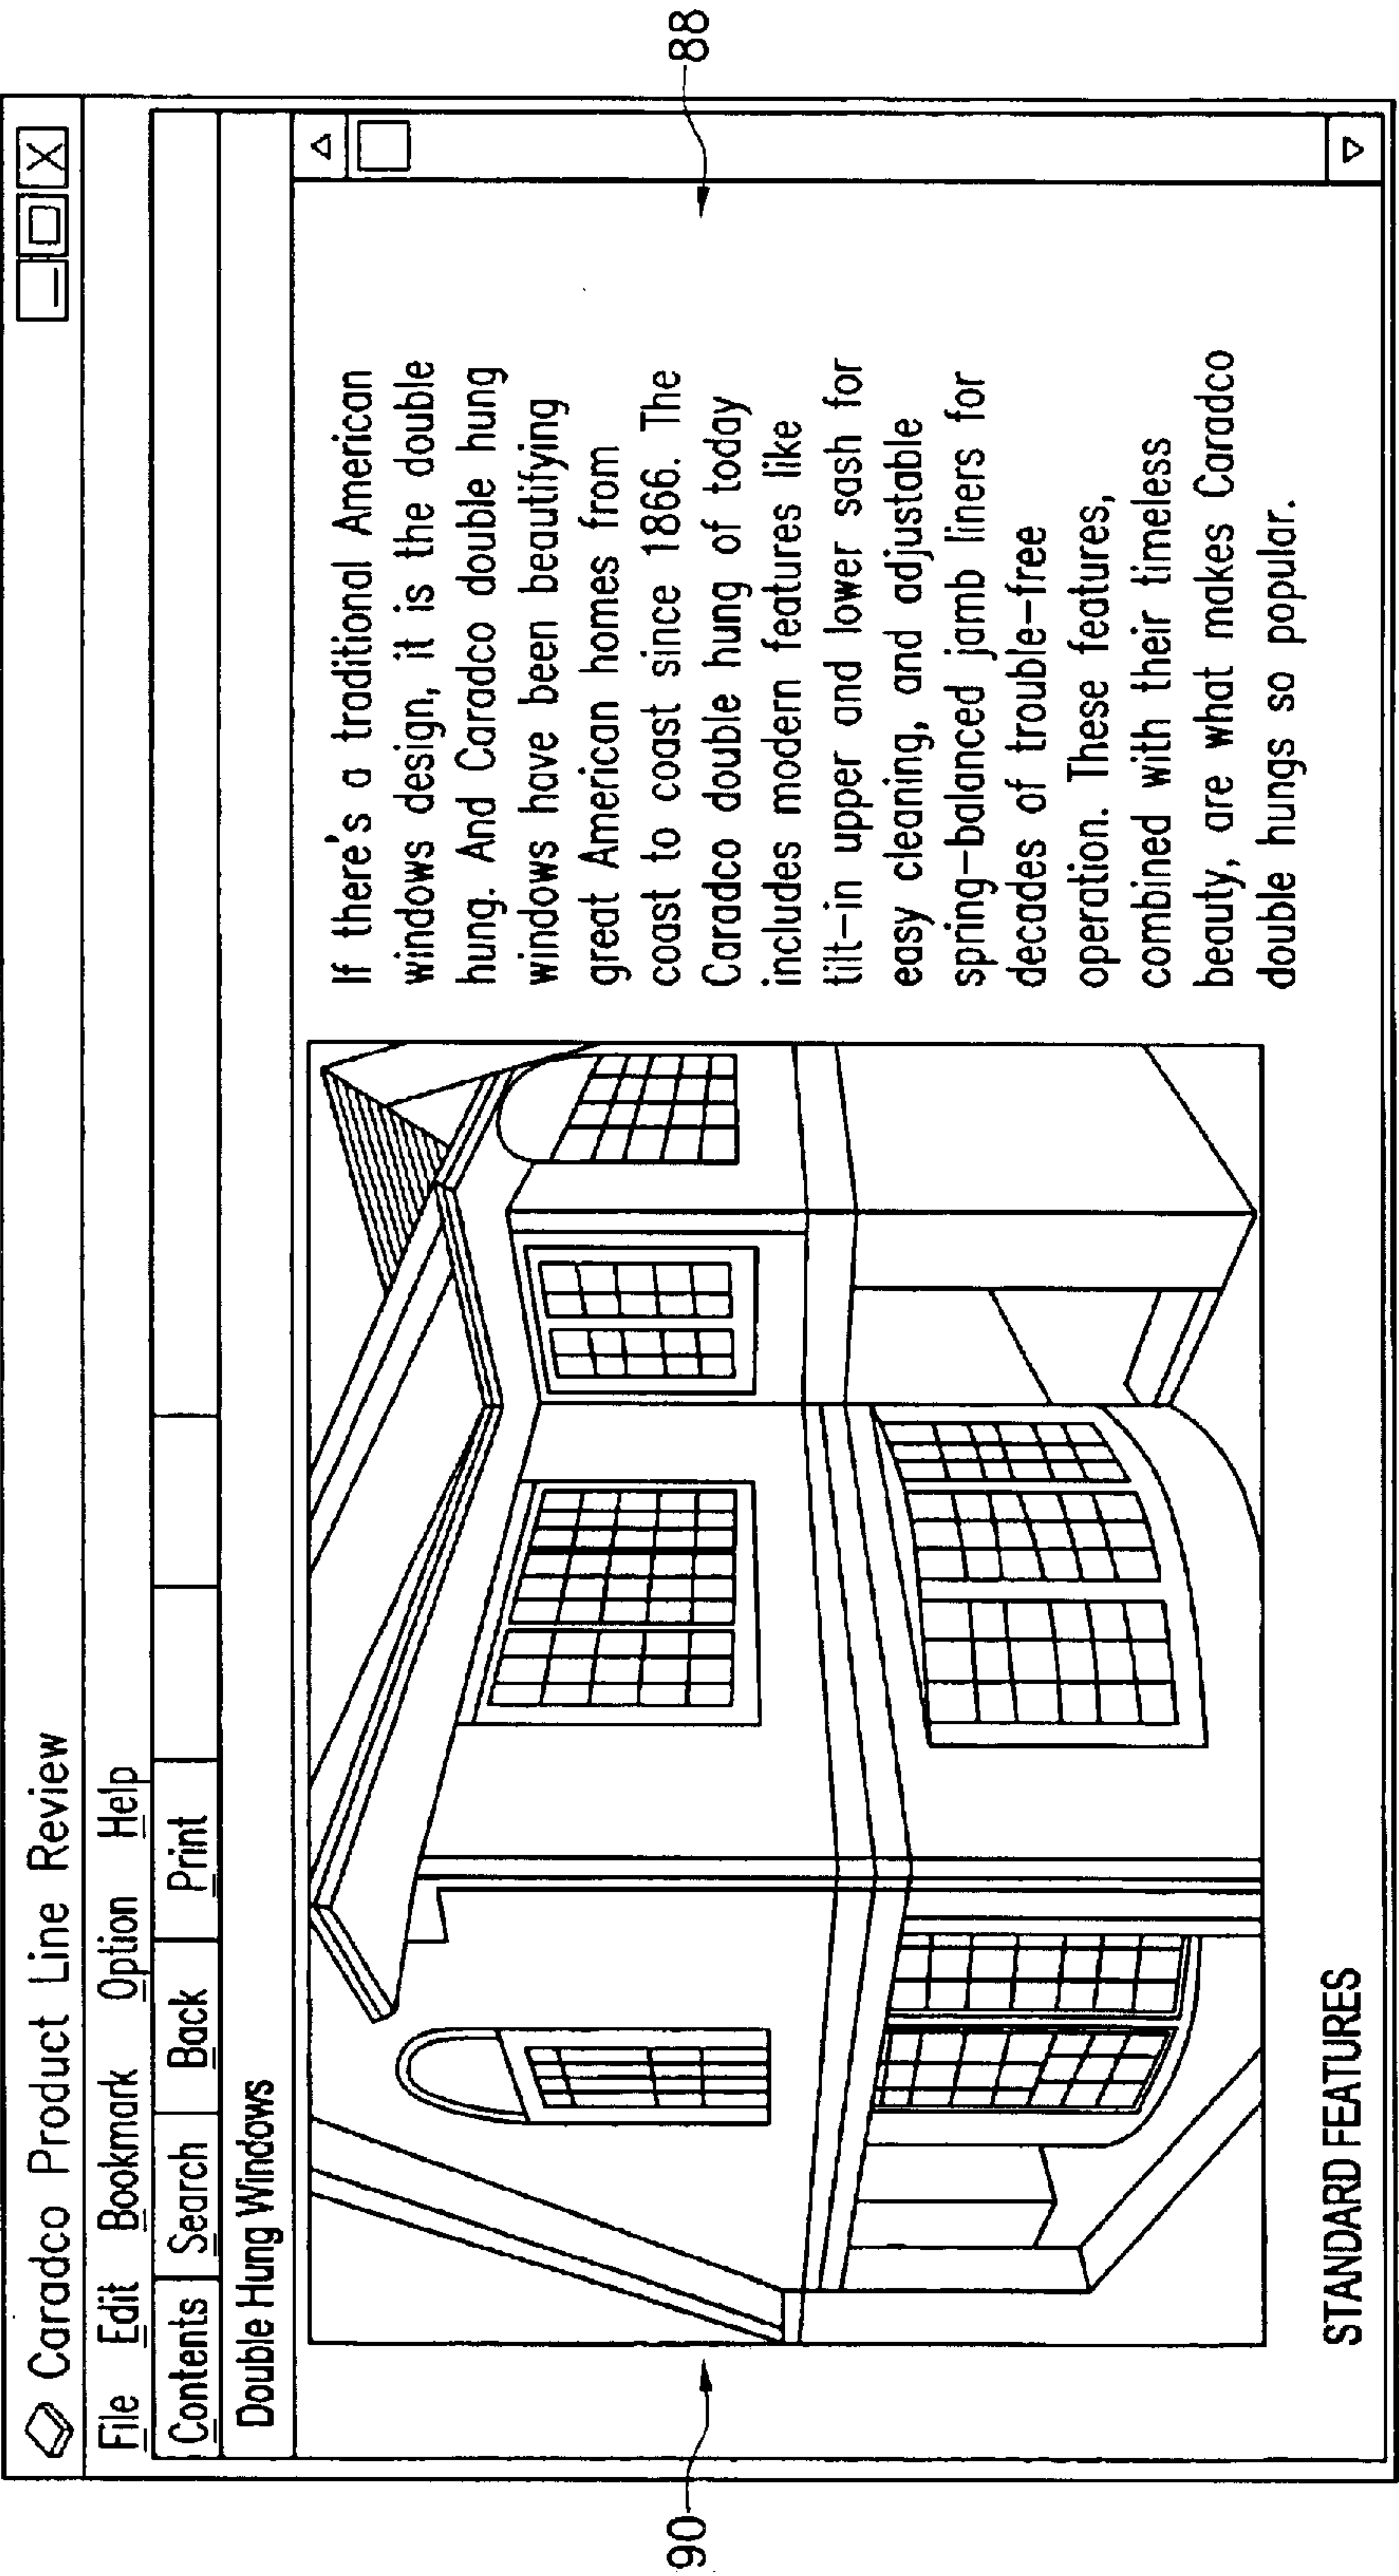 Caradco Product Line Review
X
File Edit Bookmark Option Help
Contents Search Back Print
Double Hung Windows
If there's a traditional American
windows design, it is the double
hung. And Caradco double hung
windows have been beautifying
great American homes from
coast to coast since 1866. The
Caradco double hung of today
includes modern features like
tilt-in upper and lower sash for
easy cleaning, and adjustable
spring-balanced jamb liners for
decades of trouble-free
operation. These features,
combined with their timeless
beauty, are what makes Caradco
double hungs so popular.
STANDARD FEATURES
90
88